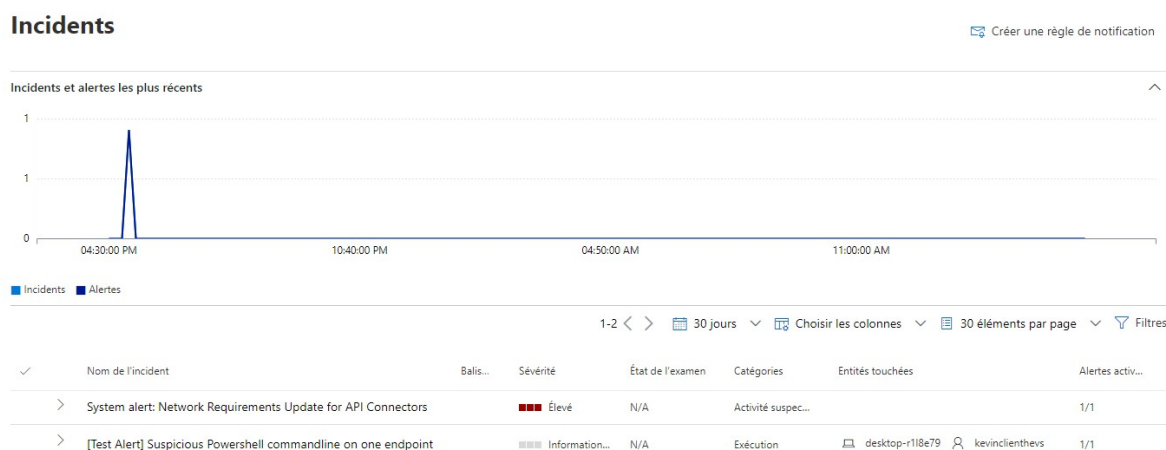 Incidents
Créer une règle de notification
Incidents et alertes les plus récents
1
1
0
04:30:00 PM 10:40:00 PM 04:50:00 AM 11:00:00 AM
Incidents Alertes
1-2 30 jours Choisir les colonnes 30 éléments par page Filtres
Nom de l'incident Balis... Sévérité État de l'examen Catégories Entités touchées Alertes activ...
System alert: Network Requirements Update for API Connectors Élevé N/A Activité suspec... 1/1
[Test Alert] Suspicious Powershell commandline on one endpoint Information... N/A Exécution desktop-r1l8e79 kevinclienthevs 1/1